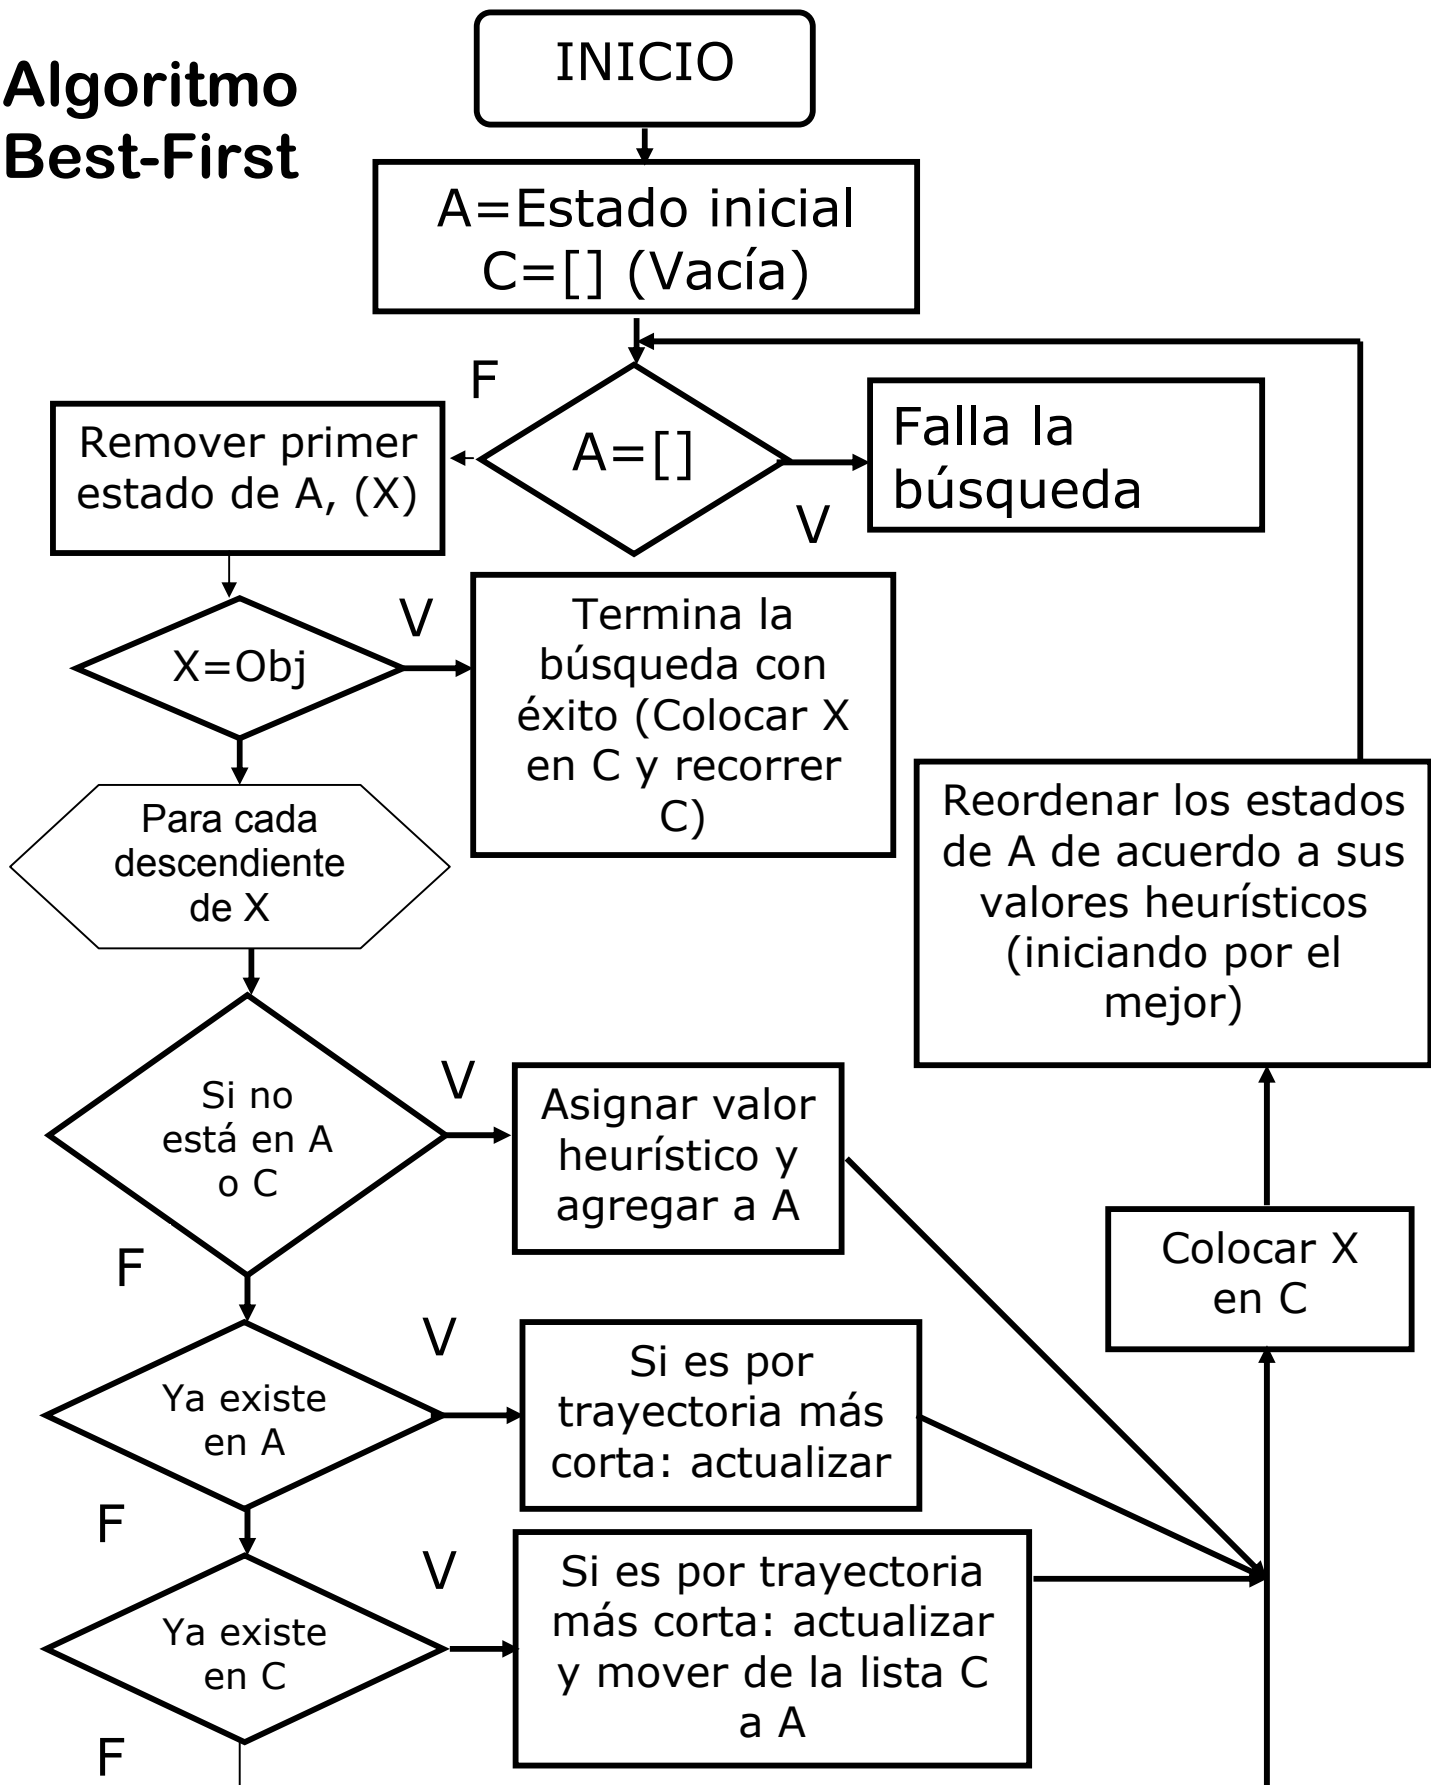 Algoritmo
Best-First
INICIO
A=Estado inicial
C=[] (Vacía)
F
A=[]
V
Falla la
búsqueda
Remover primer
estado de A, (X)
X=Obj
V
Termina la
búsqueda con
éxito (Colocar X
en C y recorrer
C)
Para cada
descendiente
de X
Reordenar los estados
de A de acuerdo a sus
valores heurísticos
(iniciando por el
mejor)
Si no
está en A
o C
V
Asignar valor
heurístico y
agregar a A
F
Colocar X
en C
Ya existe
en A
V
Si es por
trayectoria más
corta: actualizar
F
Ya existe
en C
V
Si es por trayectoria
más corta: actualizar
y mover de la lista C
a A
F